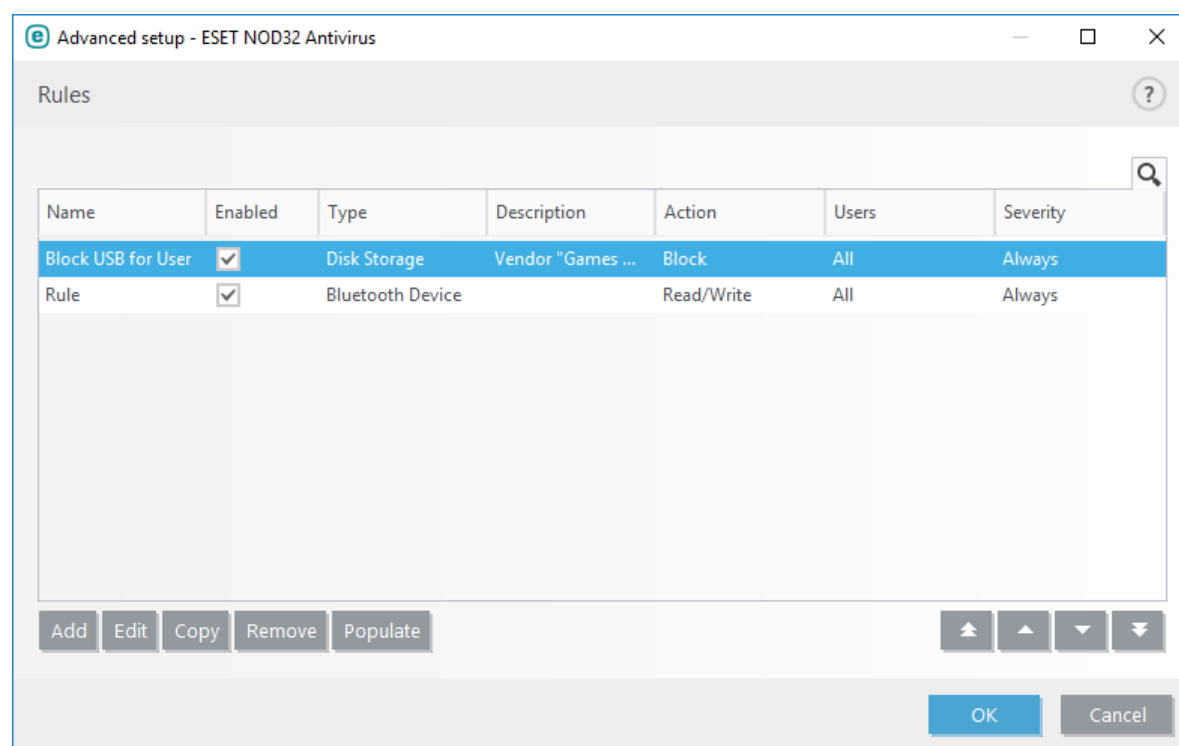 Advanced setup - ESET NOD32 Antivirus
Rules
?
Name Enabled Type Description Action Users Severity
Block USB for User Disk Storage Vendor "Games ... Block All Always
Rule Bluetooth Device Read/Write All Always
Add Edit Copy Remove Populate
OK Cancel